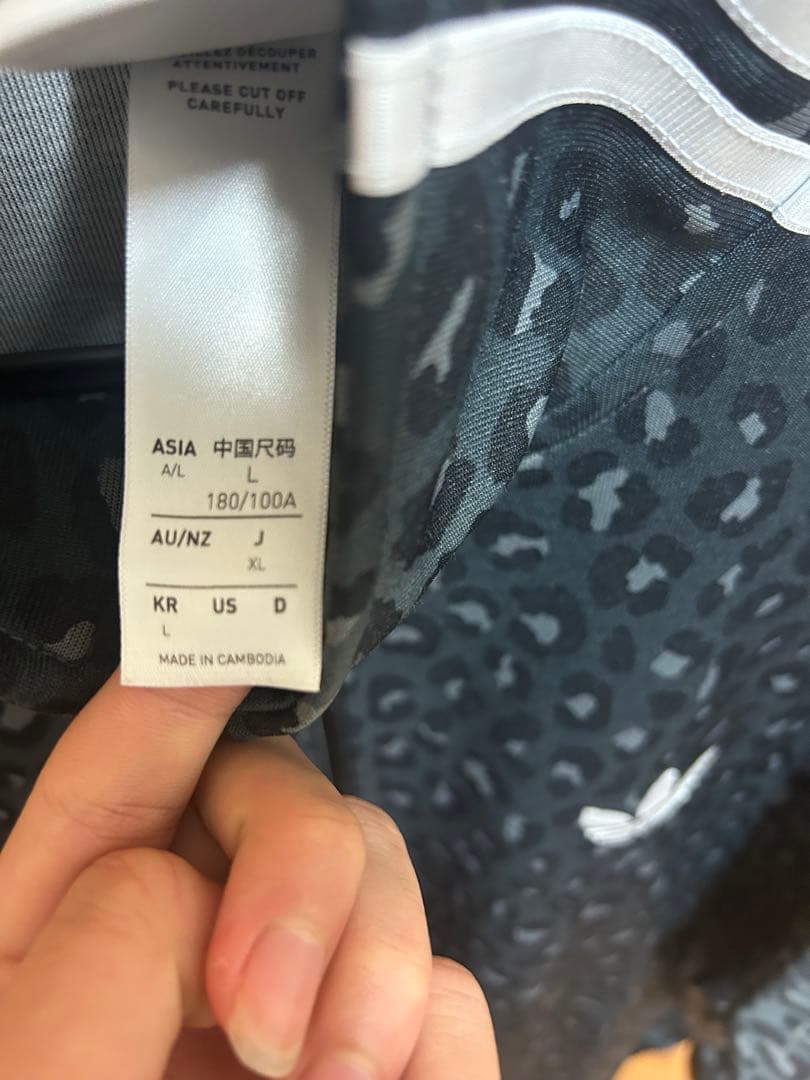 DÉCOUPER
ATTENTIVEMENT
PLEASE CUT OFF
CAREFULLY
ASIA 中国尺码
A/L L
180/100A
AU/NZ J
XL
KR US D
L
MADE IN CAMBODIA